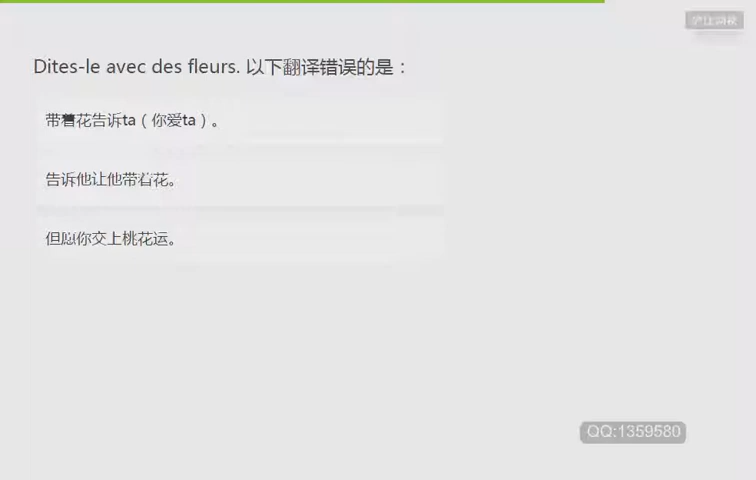 Dites-le avec des fleurs. 以下翻译错误的是：
带着花告诉ta（你爱ta）。
告诉他让他带着花。
但愿你交上桃花运。
QQ:1359580